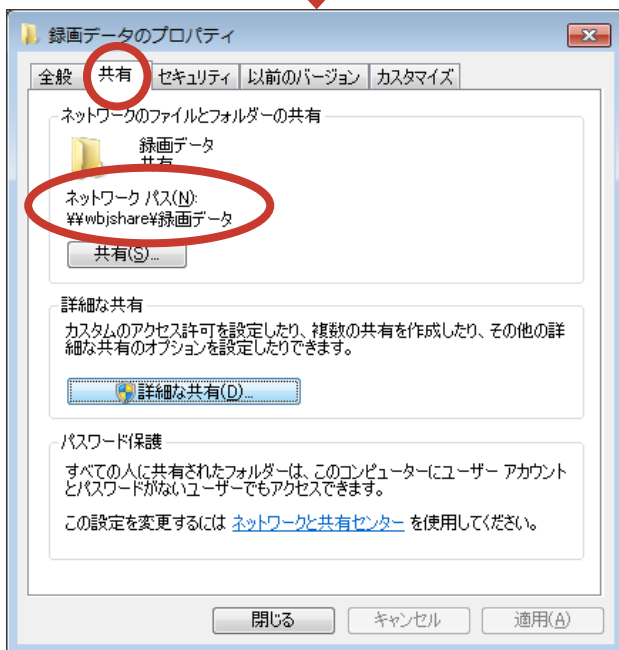 録画データのプロパティ
全般 共有 セキュリティ 以前のバージョン カスタマイズ
ネットワークのファイルとフォルダーの共有
録画データ
共有
ネットワーク パス(N):
¥¥wbjshare¥録画データ
共有(S)...
詳細な共有
カスタムのアクセス許可を設定したり、複数の共有を作成したり、その他の詳
細な共有のオプションを設定したりできます。
詳細な共有(D)...
パスワード保護
すべての人に共有されたフォルダーは、このコンピューターにユーザー アカウント
とパスワードがないユーザーでもアクセスできます。
この設定を変更するには ネットワークと共有センター を使用してください。
閉じる キャンセル 適用(A)